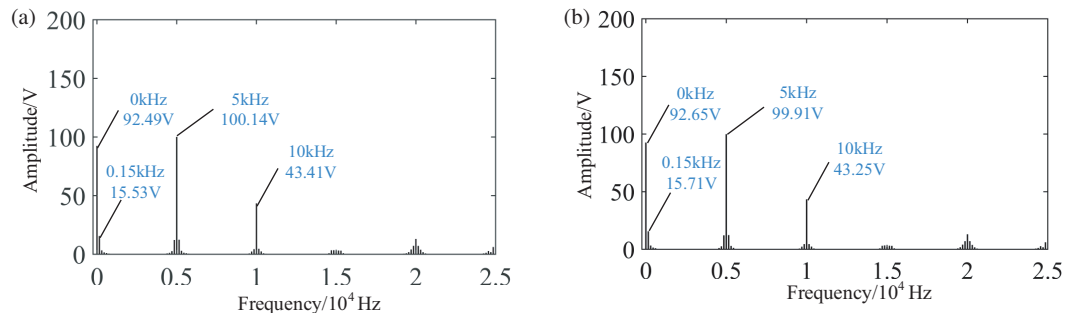 (a)
200
150
100
50
0
Amplitude/V
0kHz
92.49V
5kHz
100.14V
0.15kHz
15.53V
10kHz
43.41V
0 0.5 1 1.5 2 2.5
Frequency/10⁴ Hz
(b)
200
150
100
50
0
Amplitude/V
0kHz
92.65V
5kHz
99.91V
0.15kHz
15.71V
10kHz
43.25V
0 0.5 1 1.5 2 2.5
Frequency/10⁴ Hz